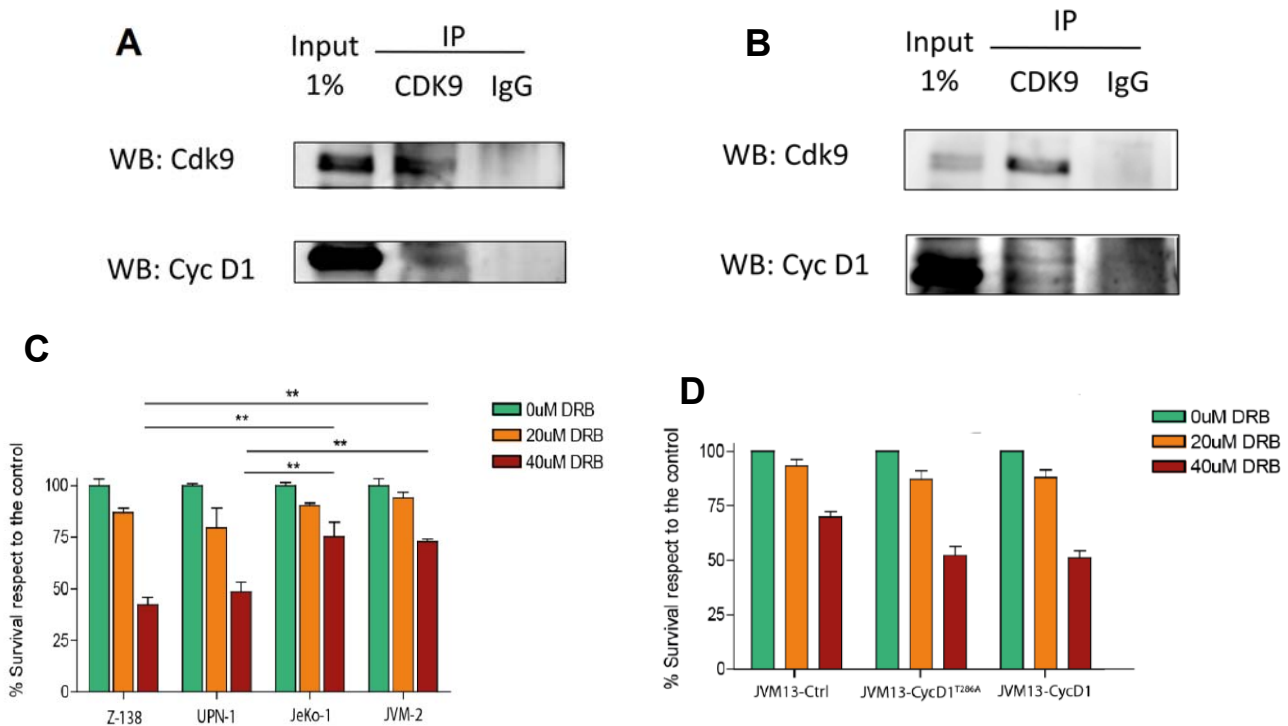 A
Input
IP
1%
CDK9
IgG
WB: Cdk9
WB: Cyc D1
B
Input
IP
1%
CDK9
IgG
WB: Cdk9
WB: Cyc D1
C
% Survival respect to the control
100
75
50
25
0
**
**
**
**
Z-138
UPN-1
JeKo-1
JVM-2
0uM DRB
20uM DRB
40uM DRB
D
% Survival respect to the control
100
75
50
25
0
JVM13-Ctrl
JVM13-CycD1T286A
JVM13-CycD1
0uM DRB
20uM DRB
40uM DRB